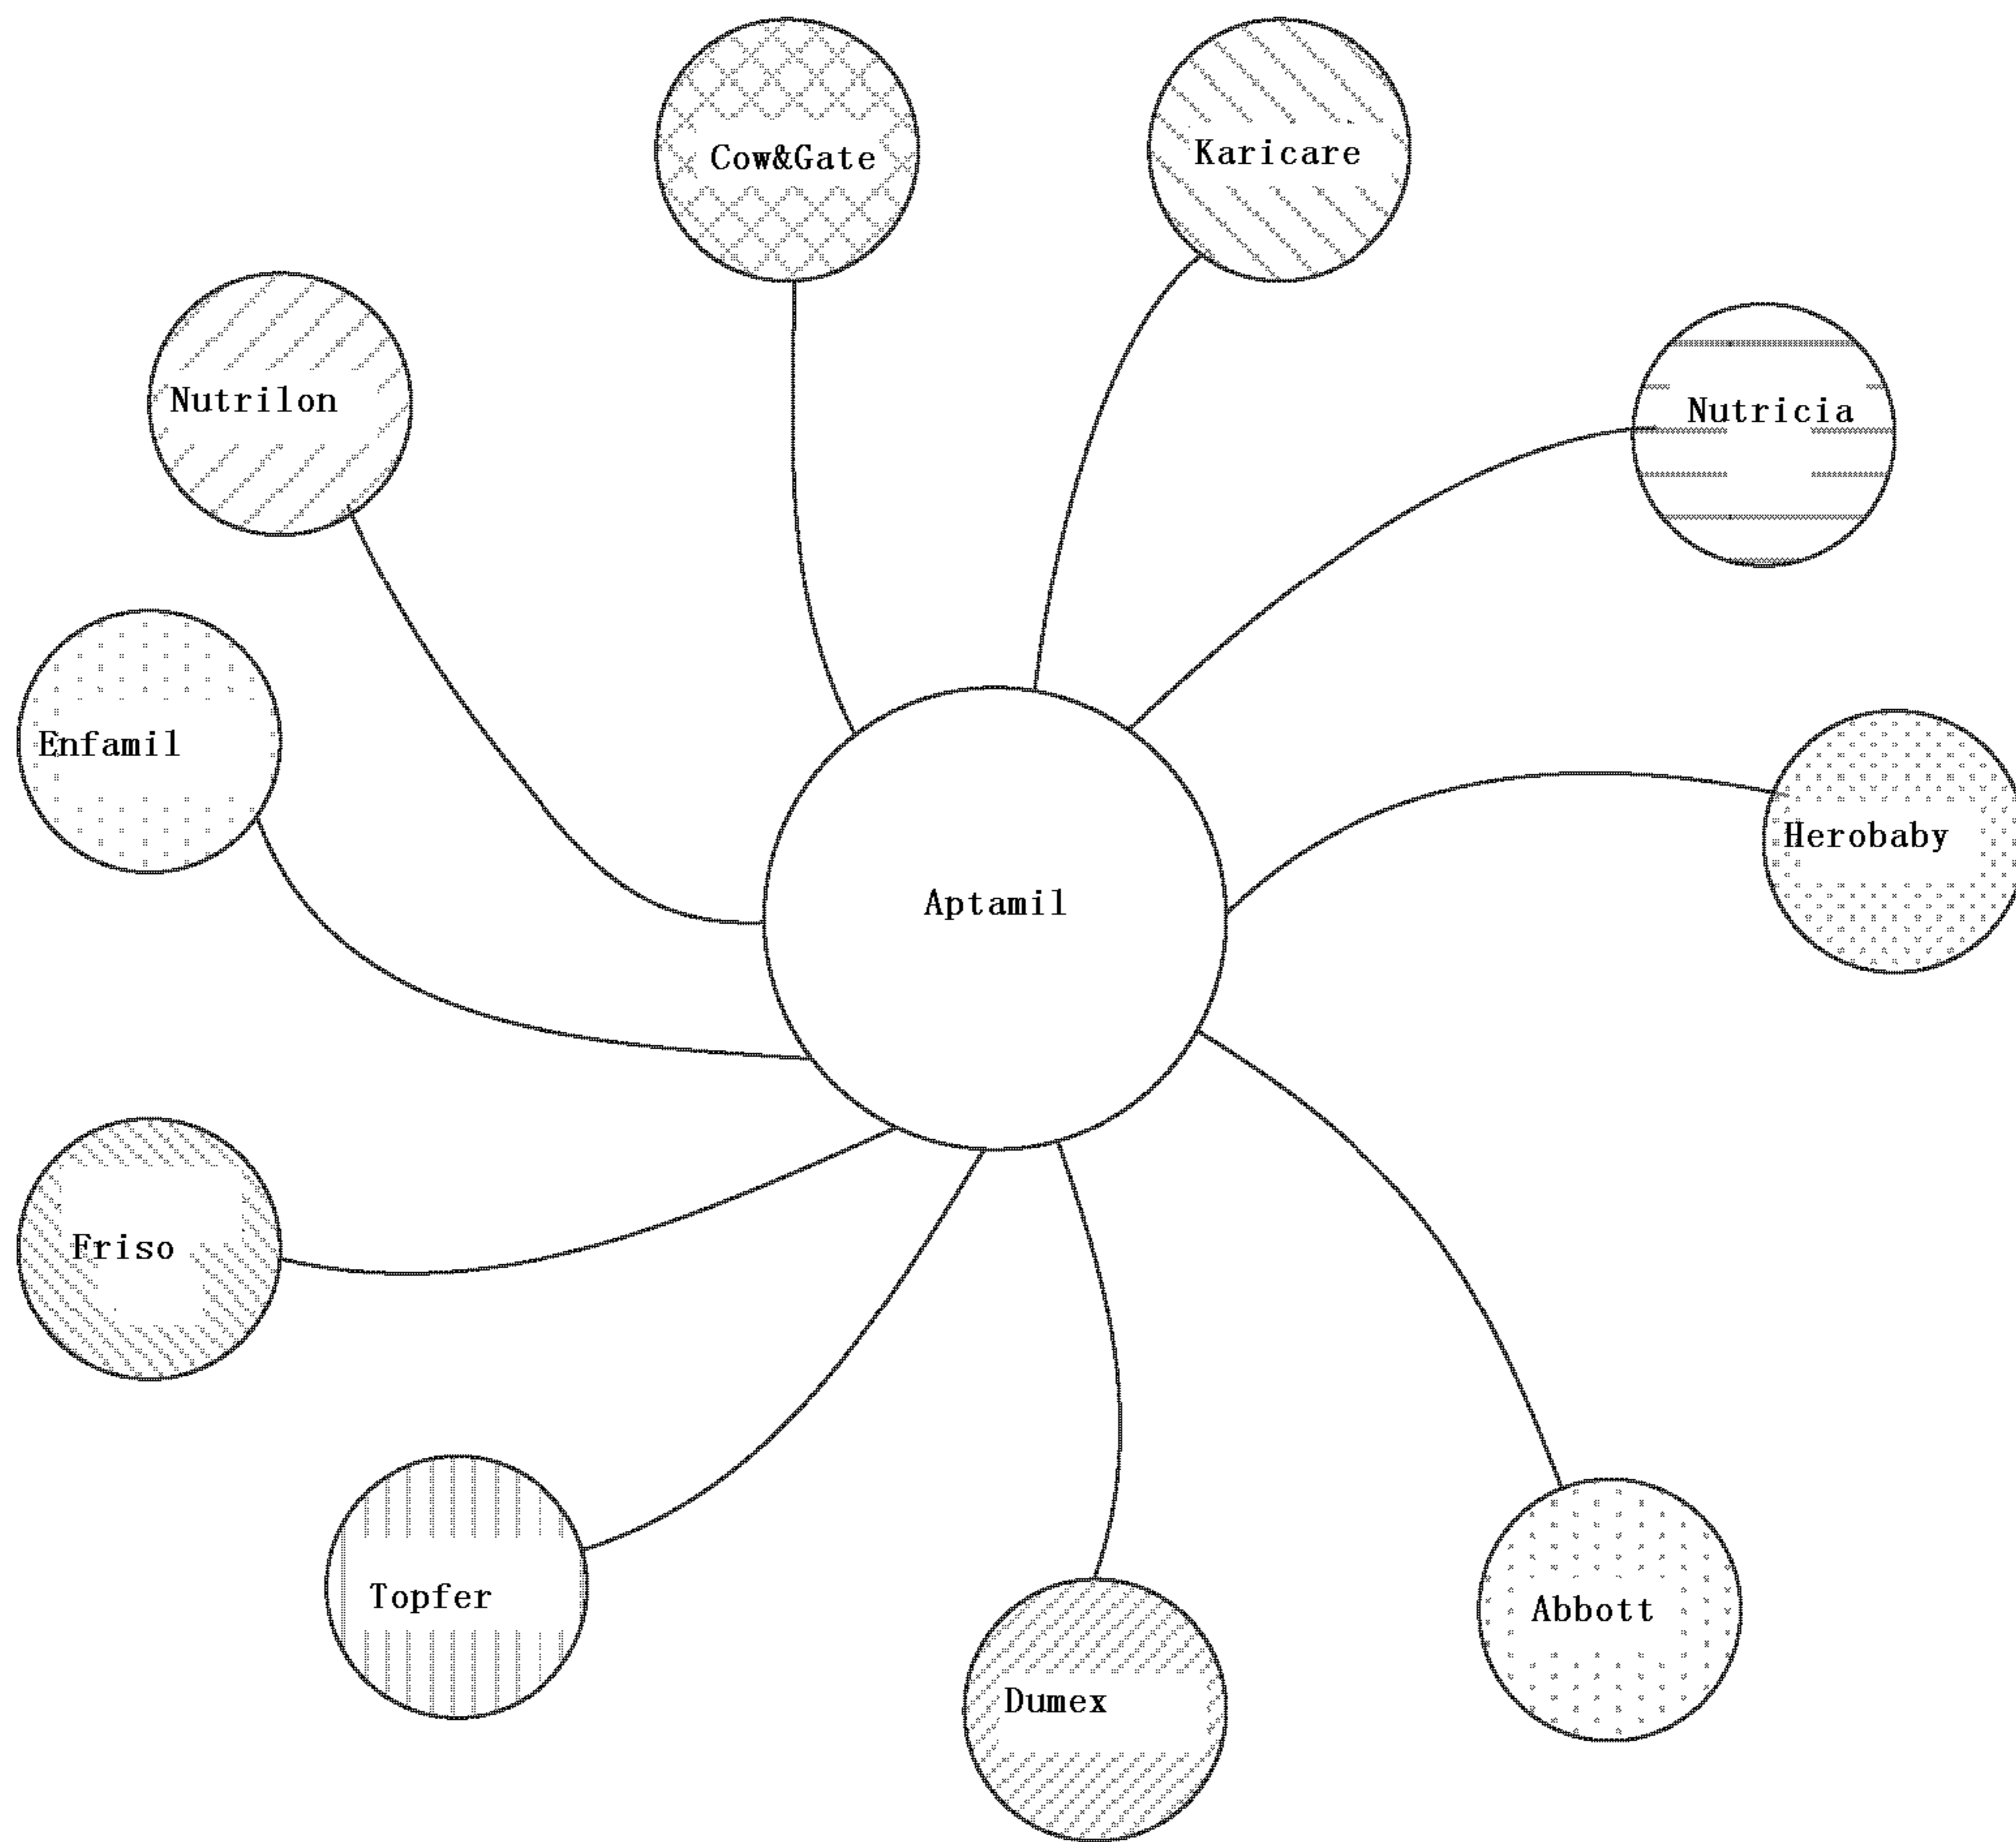 Cow&Gate
Karicare
Nutrilon
Nutricia
Enfamil
Herobaby
Aptamil
Friso
Topfer
Abbott
Dumex